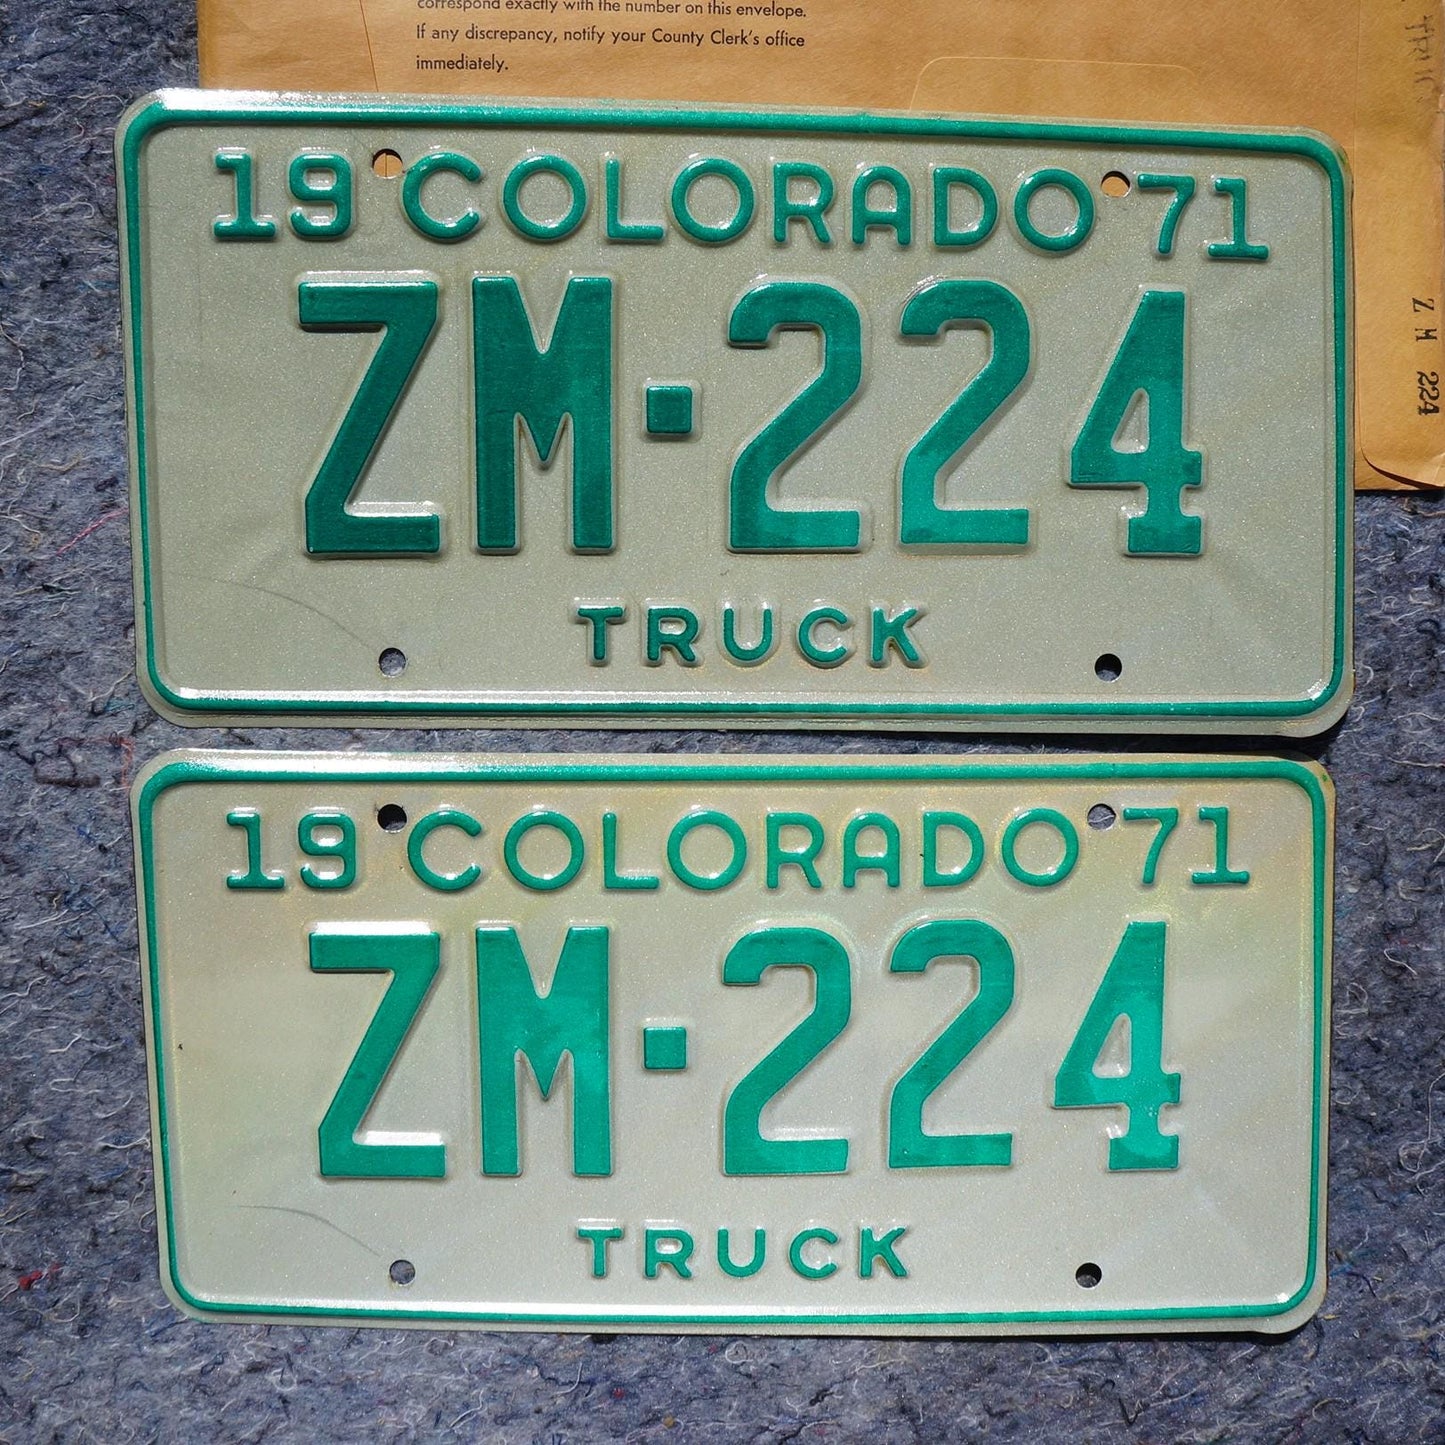 correspond exactly with the number on this envelope.
If any discrepancy, notify your County Clerk's office
immediately.
ZM 224
19 COLORADO 71
ZM-224
TRUCK
19 COLORADO 71
ZM-224
TRUCK